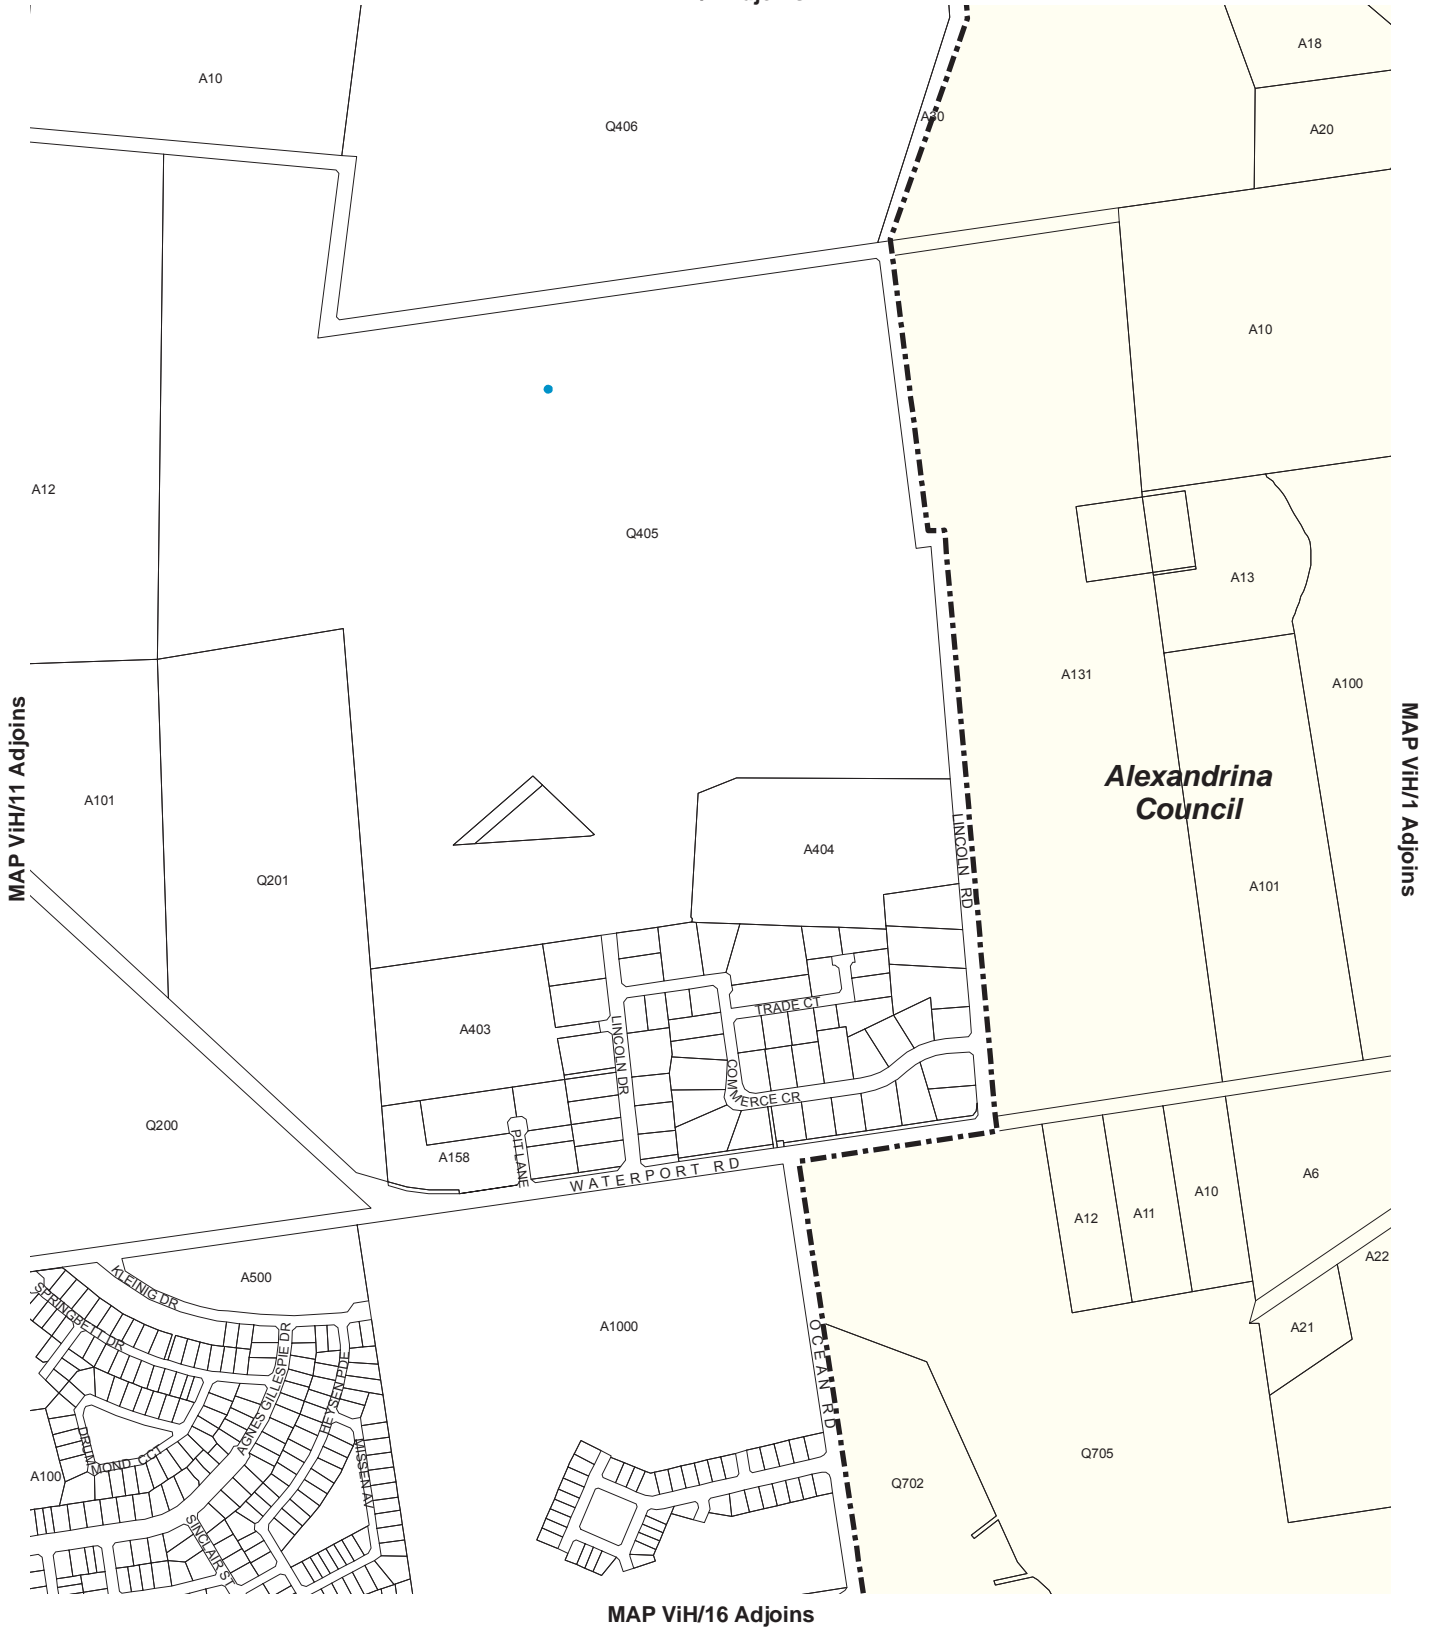 A10
Q406
A30
A18
A20
A10
A12
Q405
A13
A131
A100
MAP ViH/11 Adjoins
MAP ViH/1 Adjoins
Alexandrina
Council
A101
A404
LINCOLN RD
Q201
A101
A403
TRADE CT
LINCOLN DR
COMMERCE CR
Q200
A158
PIT LANE
WATERPORT RD
A12
A11
A10
A6
A22
A500
KLEINIG DR
SPRINGBETT DR
A1000
OCEAN RD
A21
AGNES GILLESPIE DR
HEYSEN PDE
DRUMMOND CCT
MISSEN AV
A100
Q702
Q705
SINCLAIR ST
MAP ViH/16 Adjoins